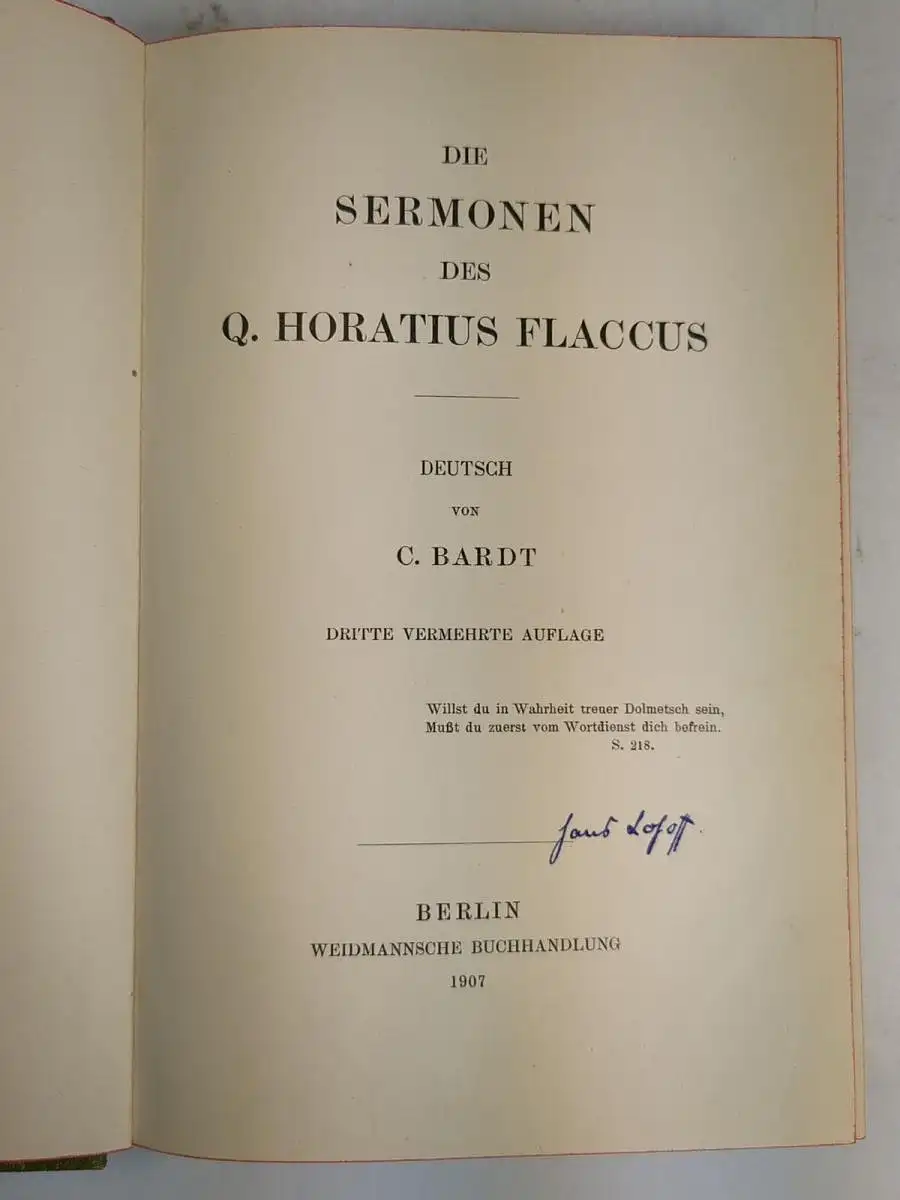 DIE
SERMONEN
DES
Q. HORATIUS FLACCUS
DEUTSCH
VON
C. BARDT
DRITTE VERMEHRTE AUFLAGE
Willst du in Wahrheit treuer Dolmetsch sein,
Mußt du zuerst vom Wortdienst dich befrein.
S. 218.
BERLIN
WEIDMANNSCHE BUCHHANDLUNG
1907